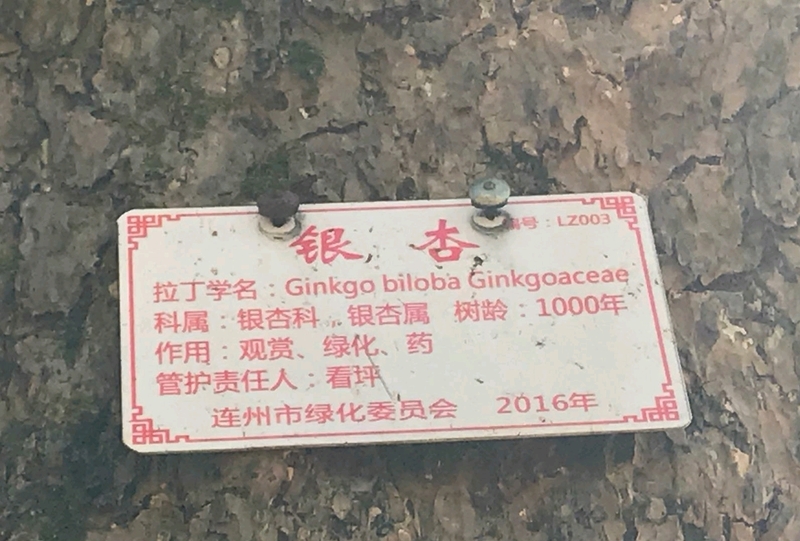 编号：LZ003
银杏
拉丁学名：Ginkgo biloba Ginkgoaceae
科属：银杏科 银杏属 树龄：1000年
作用：观赏、绿化、药
管护责任人：看坪
连州市绿化委员会 2016年